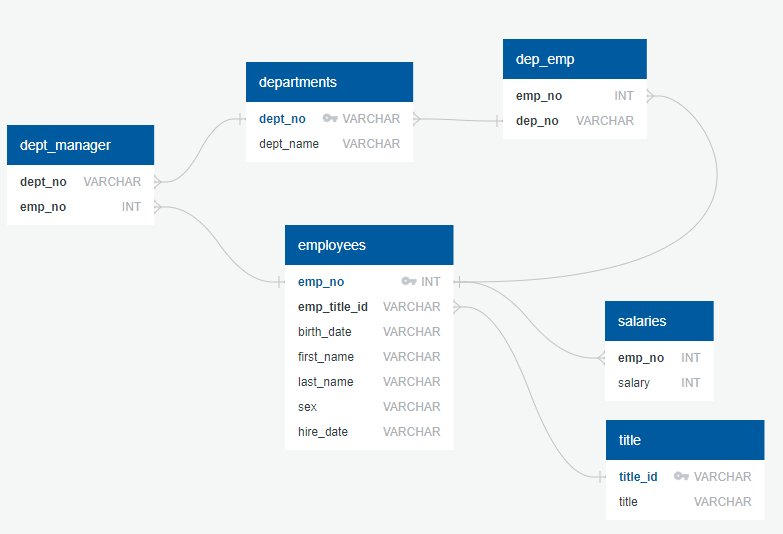 dept_manager
dept_no VARCHAR
emp_no INT
departments
dept_no VARCHAR
dept_name VARCHAR
dep_emp
emp_no INT
dep_no VARCHAR
employees
emp_no INT
emp_title_id VARCHAR
birth_date VARCHAR
first_name VARCHAR
last_name VARCHAR
sex VARCHAR
hire_date VARCHAR
salaries
emp_no INT
salary INT
title
title_id VARCHAR
title VARCHAR